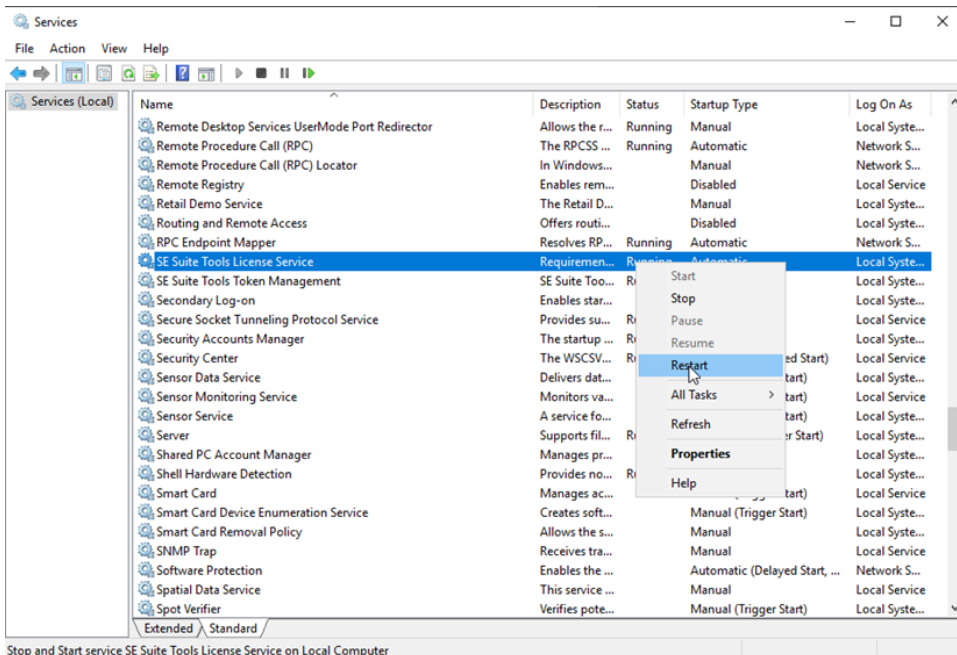 Services
File Action View Help
Services (Local)
Name Description Status Startup Type Log On As
Remote Desktop Services UserMode Port Redirector Allows the r... Running Manual Local Syste...
Remote Procedure Call (RPC) The RPCSS ... Running Automatic Network S...
Remote Procedure Call (RPC) Locator In Windows... Manual Network S...
Remote Registry Enables rem... Disabled Local Service
Retail Demo Service The Retail D... Manual Local Syste...
Routing and Remote Access Offers routi... Disabled Local Syste...
RPC Endpoint Mapper Resolves RP... Running Automatic Network S...
SE Suite Tools License Service Requiremen... Running Automatic Local Syste...
SE Suite Tools Token Management SE Suite Too... Local Syste...
Secondary Log-on Enables star... Local Syste...
Secure Socket Tunneling Protocol Service Provides su... Local Service
Security Accounts Manager The startup ... Local Syste...
Security Center The WSCSV... ed Start) Local Service
Sensor Data Service Delivers dat... tart) Local Syste...
Sensor Monitoring Service Monitors va... tart) Local Service
Sensor Service A service fo... tart) Local Syste...
Server Supports fil... er Start) Local Syste...
Shared PC Account Manager Manages pr... Local Syste...
Shell Hardware Detection Provides no... Local Syste...
Smart Card Manages ac... tart) Local Service
Smart Card Device Enumeration Service Creates soft... Manual (Trigger Start) Local Syste...
Smart Card Removal Policy Allows the s... Manual Local Syste...
SNMP Trap Receives tra... Manual Local Service
Software Protection Enables the ... Automatic (Delayed Start, ... Network S...
Spatial Data Service This service ... Manual Local Service
Spot Verifier Verifies pote... Manual (Trigger Start) Local Syste...
Start
Stop
Pause
Resume
Restart
All Tasks
Refresh
Properties
Help
Extended Standard
Stop and Start service SE Suite Tools License Service on Local Computer